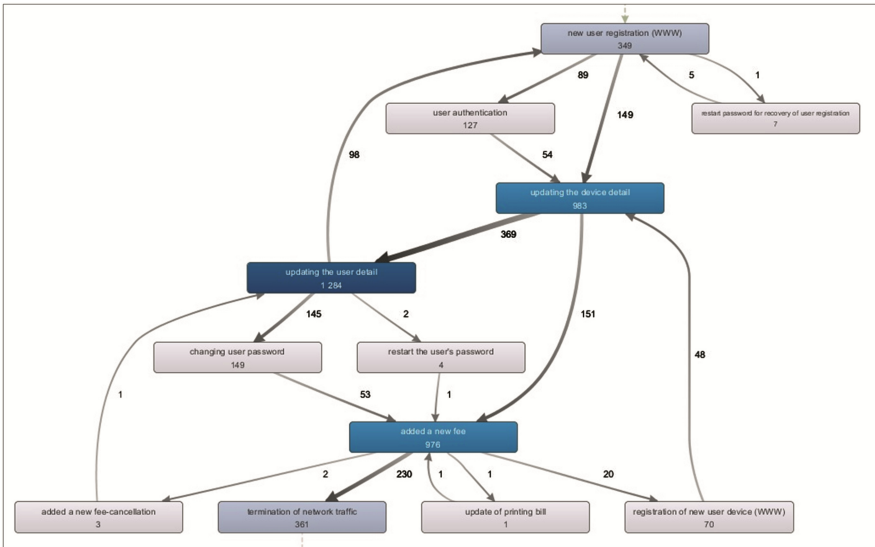 new user registration (WWW)
349
89
5
1
user authentication
127
149
restart password for recovery of user registration
7
98
54
updating the device detail
983
369
updating the user detail
1 284
145
2
151
changing user password
149
restart the user's password
4
48
1
53
1
added a new fee
976
2
230
1
1
20
added a new fee-cancellation
3
termination of network traffic
361
update of printing bill
1
registration of new user device (WWW)
70